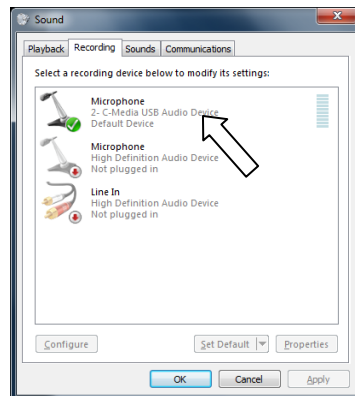 Sound
Playback Recording Sounds Communications
Select a recording device below to modify its settings:
Microphone
2- C-Media USB Audio Device
Default Device
Microphone
High Definition Audio Device
Not plugged in
Line In
High Definition Audio Device
Not plugged in
Configure Set Default Properties
OK Cancel Apply